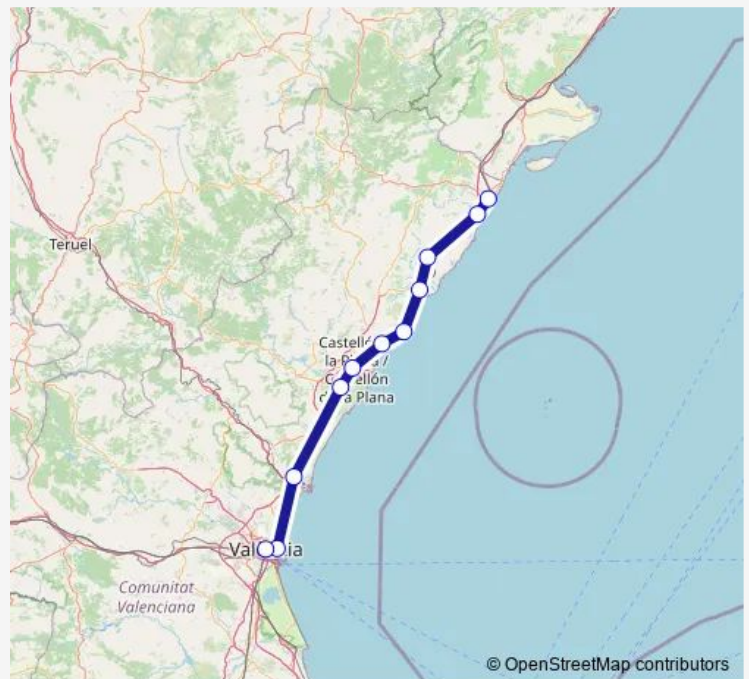 Teruel
Castelló
la Plana /
Castellón
de la Plana
Valencia
Comunitat
Valenciana
© OpenStreetMap contributors